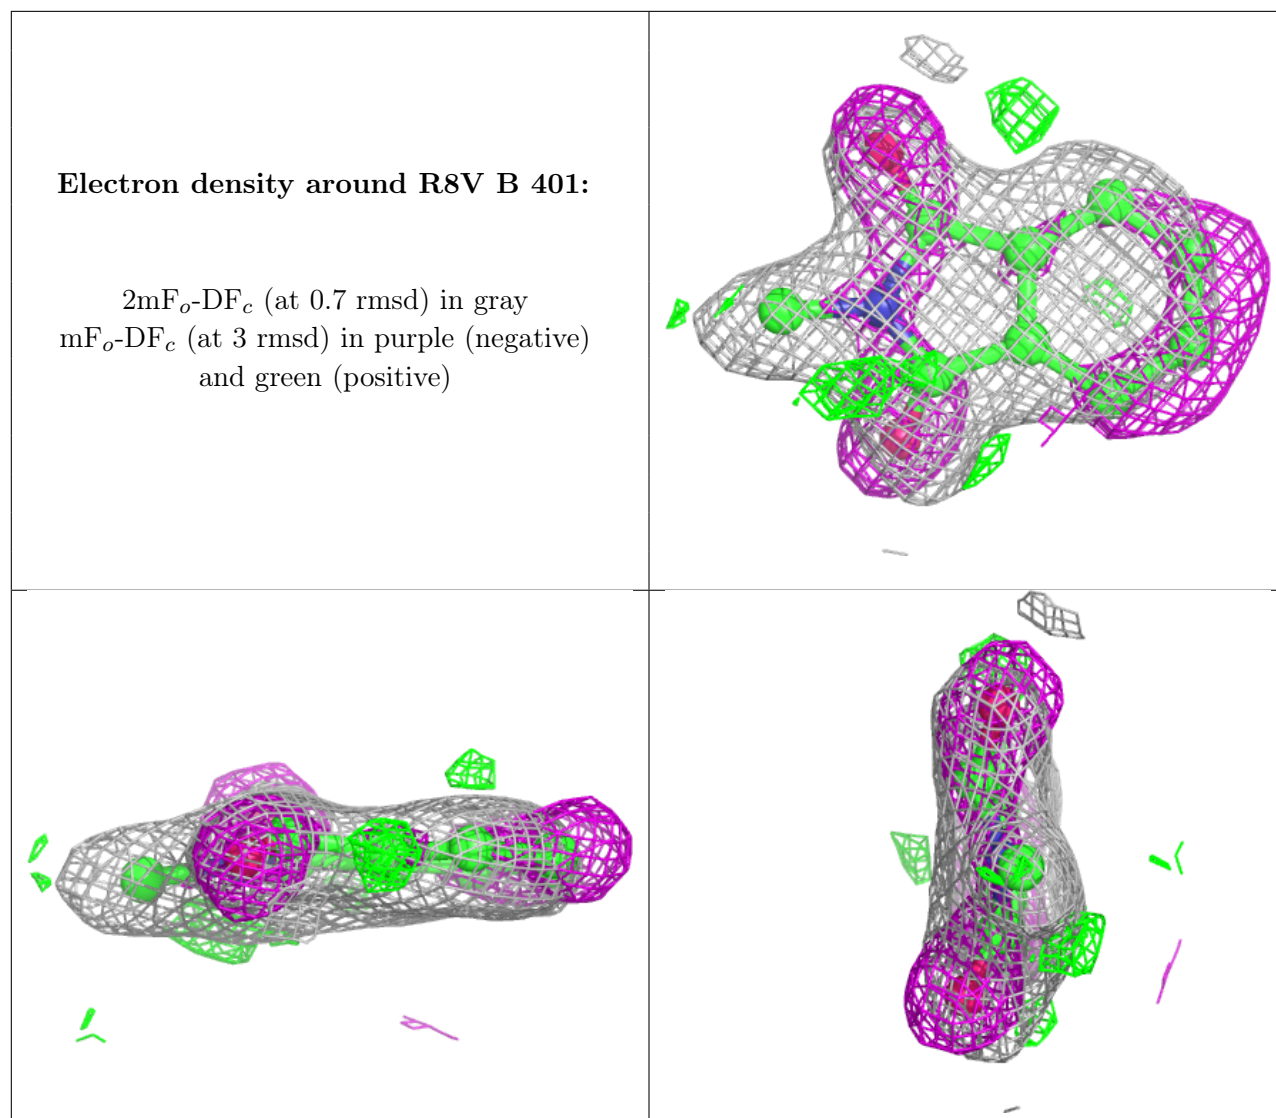 Electron density around R8V B 401:
2mFₒ-DF𝒸 (at 0.7 rmsd) in gray
mFₒ-DF𝒸 (at 3 rmsd) in purple (negative)
and green (positive)